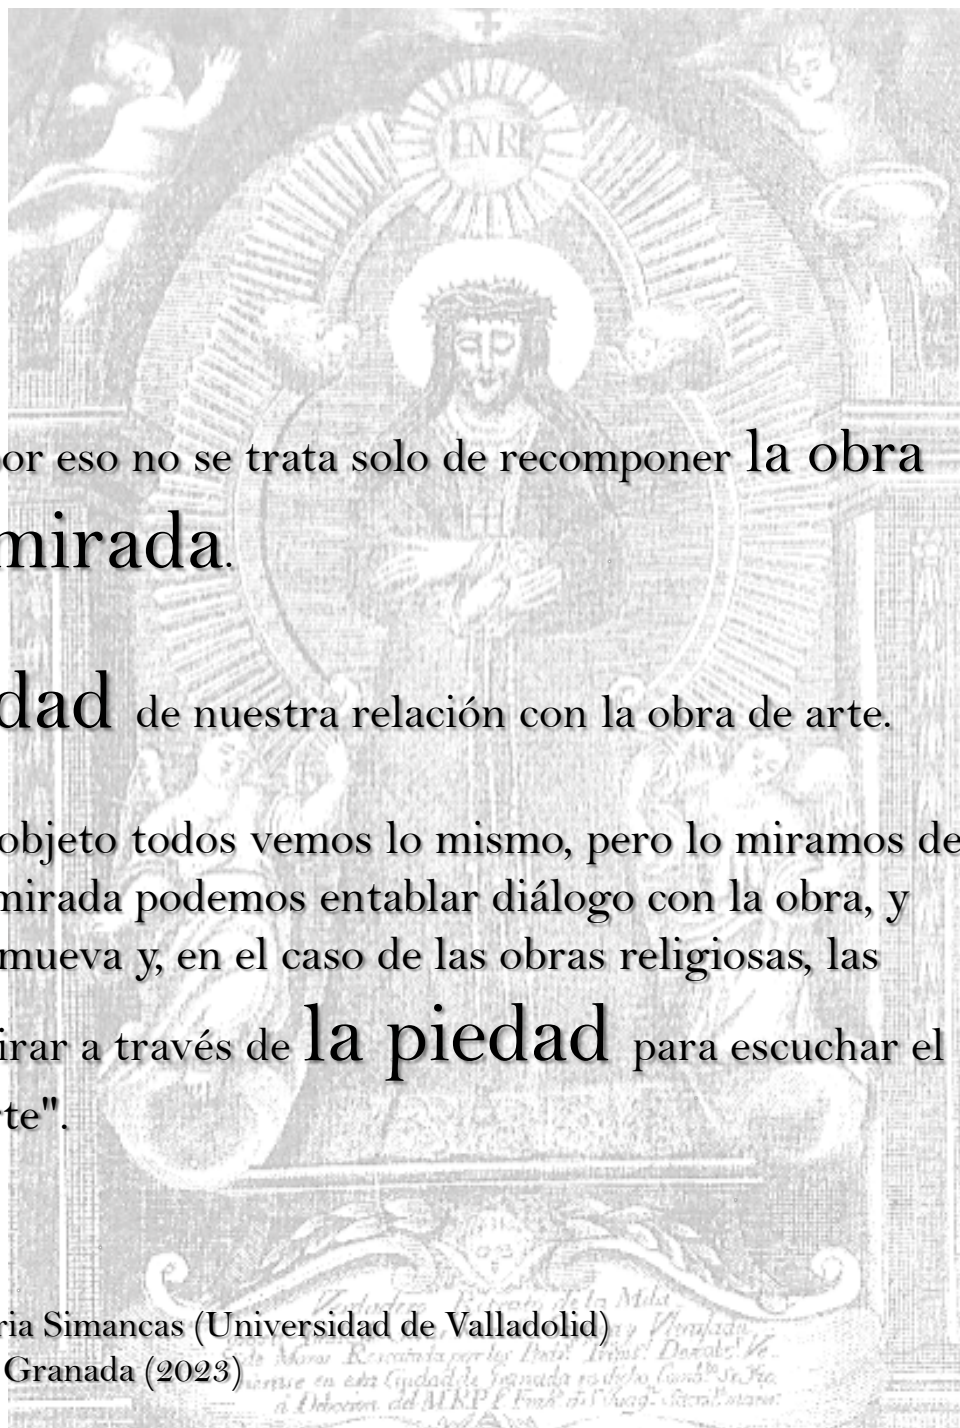 INRI
or eso no se trata solo de recomponer la obra
mirada.
dad de nuestra relación con la obra de arte.
objeto todos vemos lo mismo, pero lo miramos de
mirada podemos entablar diálogo con la obra, y
mueva y, en el caso de las obras religiosas, las
irar a través de la piedad para escuchar el
rte".
ria Simancas (Universidad de Valladolid)
Granada (2023)